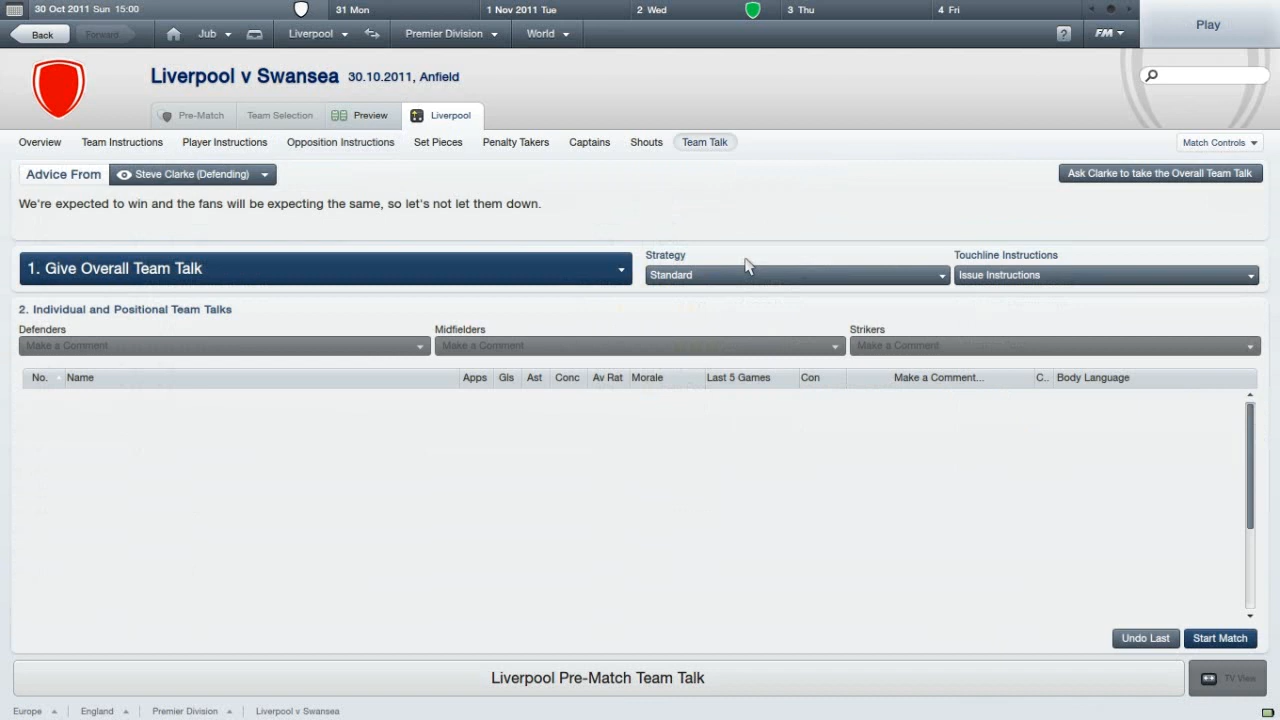 30 Oct 2011 Sun 15:00 31 Mon 1 Nov 2011 Tue 2 Wed 3 Thu 4 Fri
Back Forward Jub Liverpool Premier Division World ? FM Play
Liverpool v Swansea 30.10.2011, Anfield
Pre-Match Team Selection Preview Liverpool
Overview Team Instructions Player Instructions Opposition Instructions Set Pieces Penalty Takers Captains Shouts Team Talk Match Controls
Advice From Steve Clarke (Defending) Ask Clarke to take the Overall Team Talk
We're expected to win and the fans will be expecting the same, so let's not let them down.
Strategy Touchline Instructions
1. Give Overall Team Talk Standard Issue Instructions
2. Individual and Positional Team Talks
Defenders Midfielders Strikers
Make a Comment Make a Comment Make a Comment
No. Name Apps Gls Ast Conc Av Rat Morale Last 5 Games Con Make a Comment... C.. Body Language
Undo Last Start Match
Liverpool Pre-Match Team Talk TV View
Europe England Premier Division Liverpool v Swansea